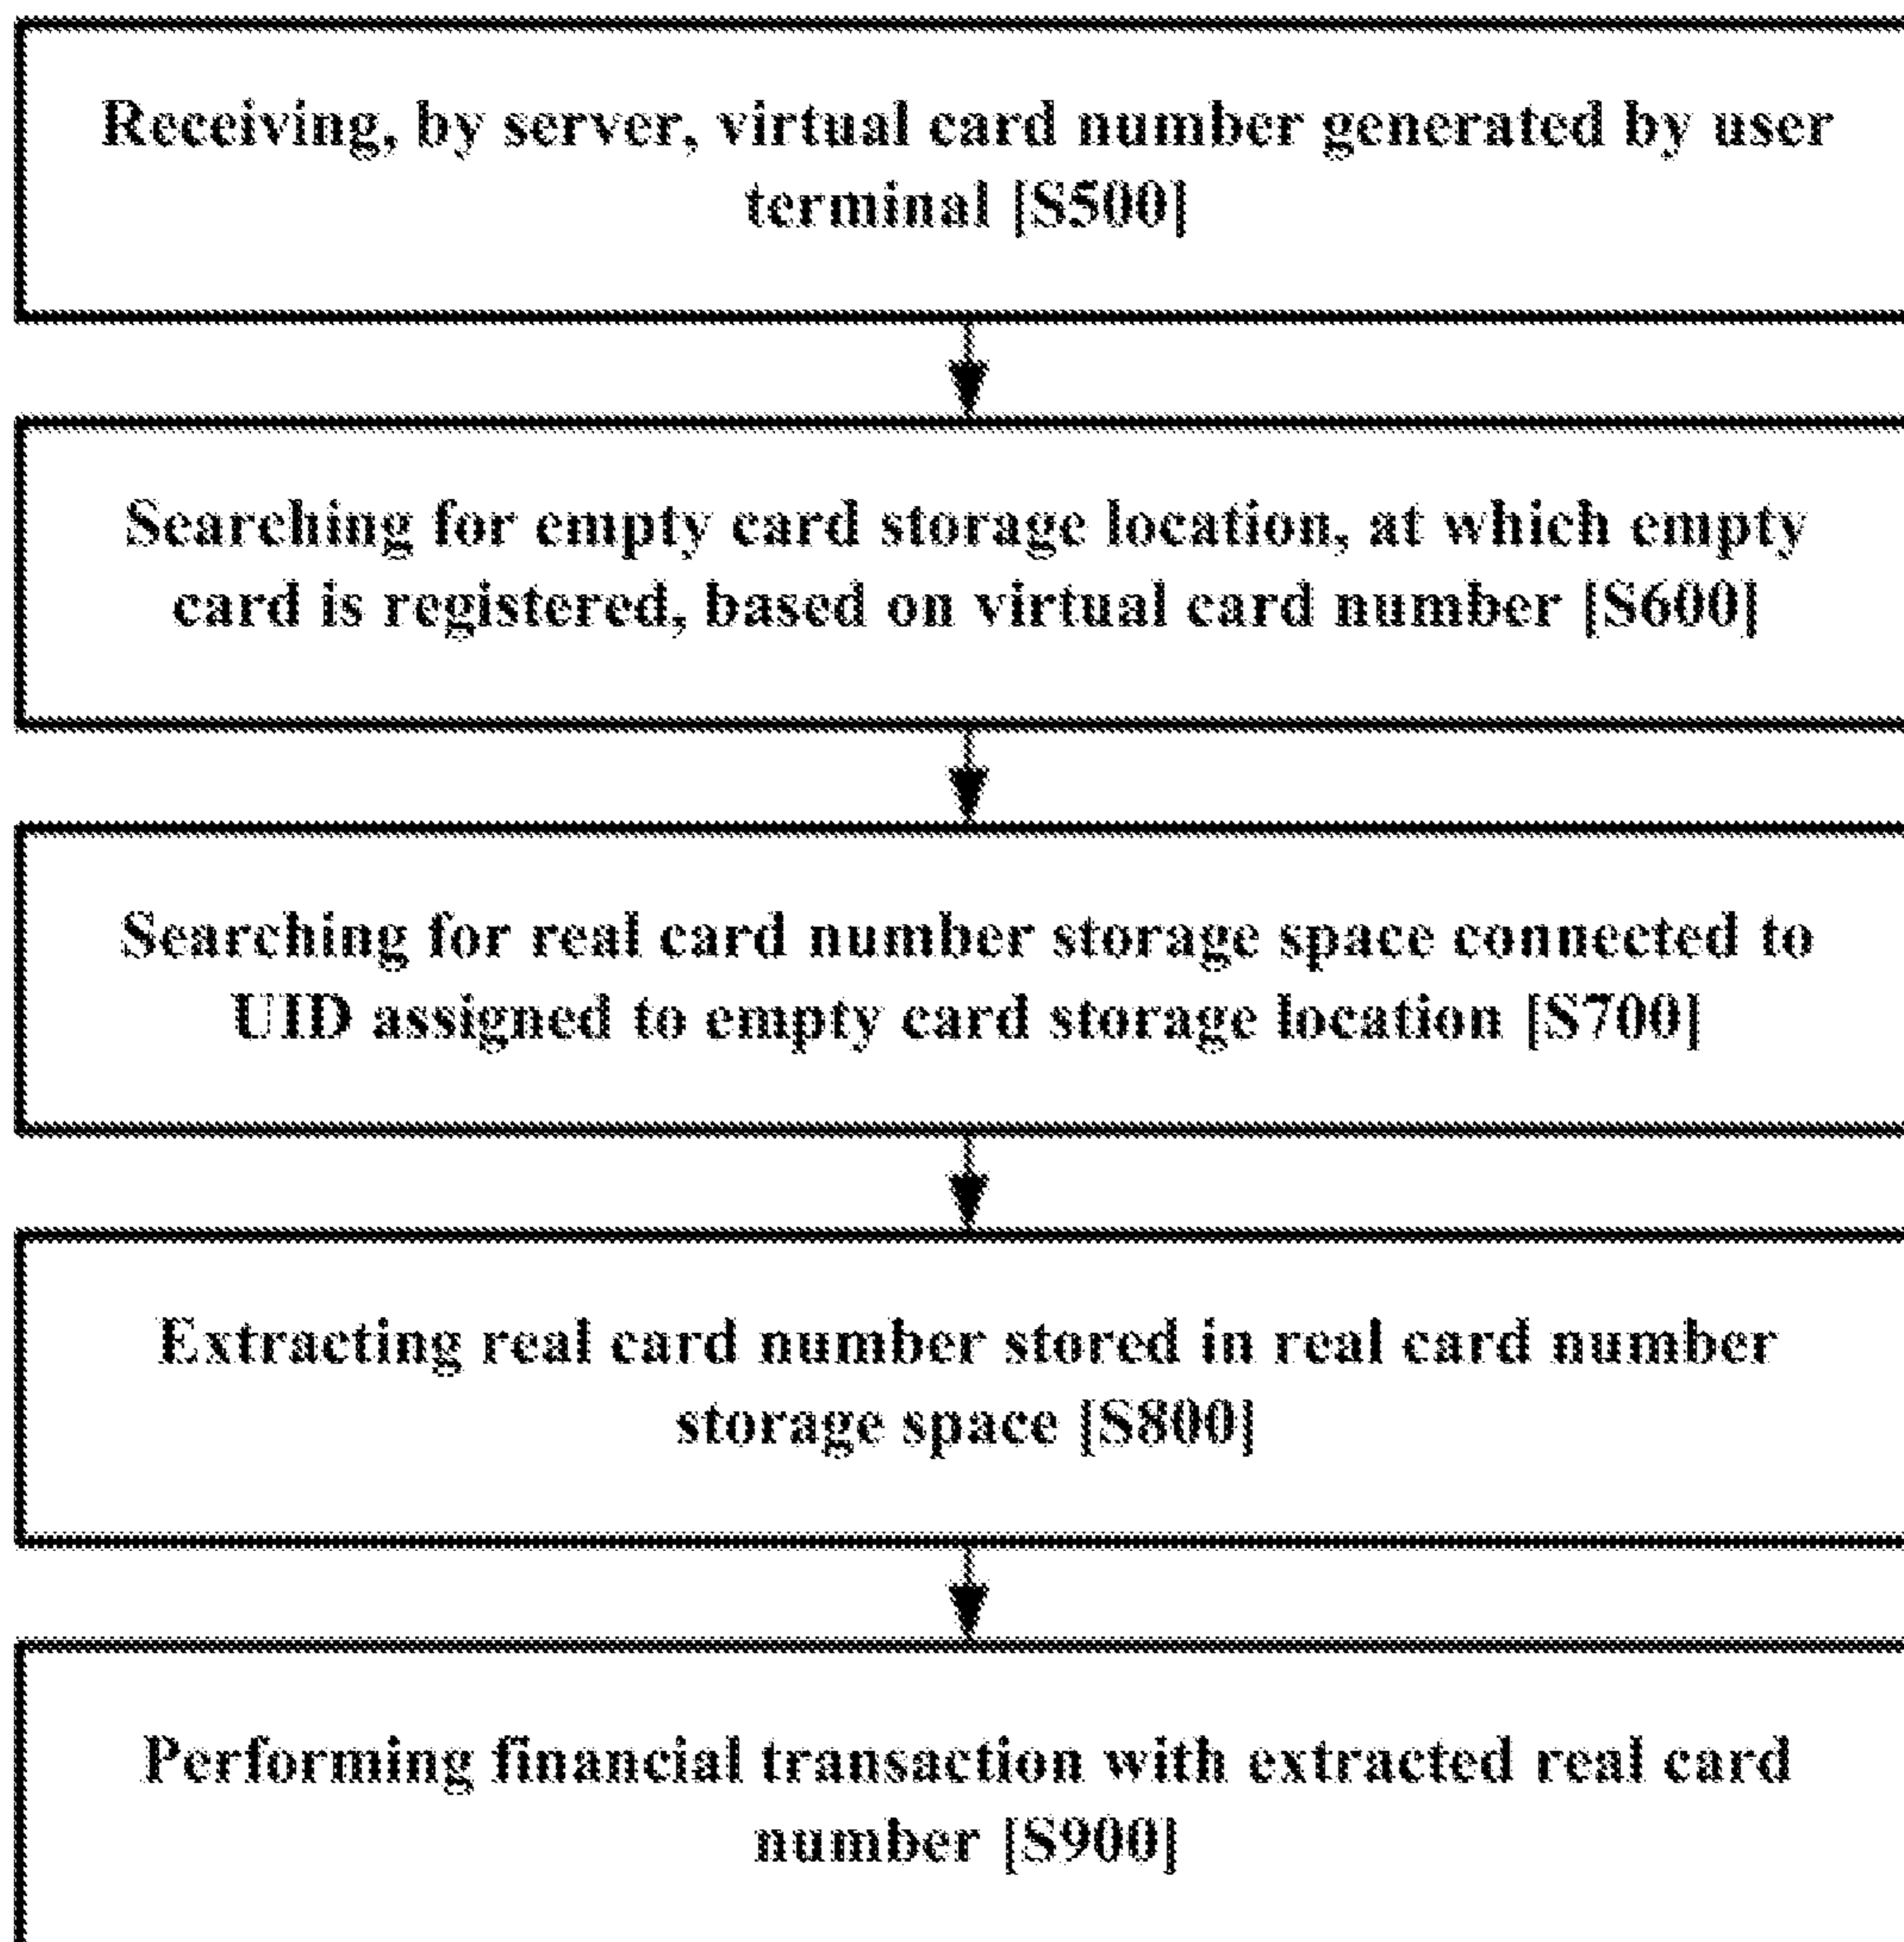 Receiving, by server, virtual card number generated by user
terminal [S500]
Searching for empty card storage location, at which empty
card is registered, based on virtual card number [S600]
Searching for real card number storage space connected to
UID assigned to empty card storage location [S700]
Extracting real card number stored in real card number
storage space [S800]
Performing financial transaction with extracted real card
number [S900]